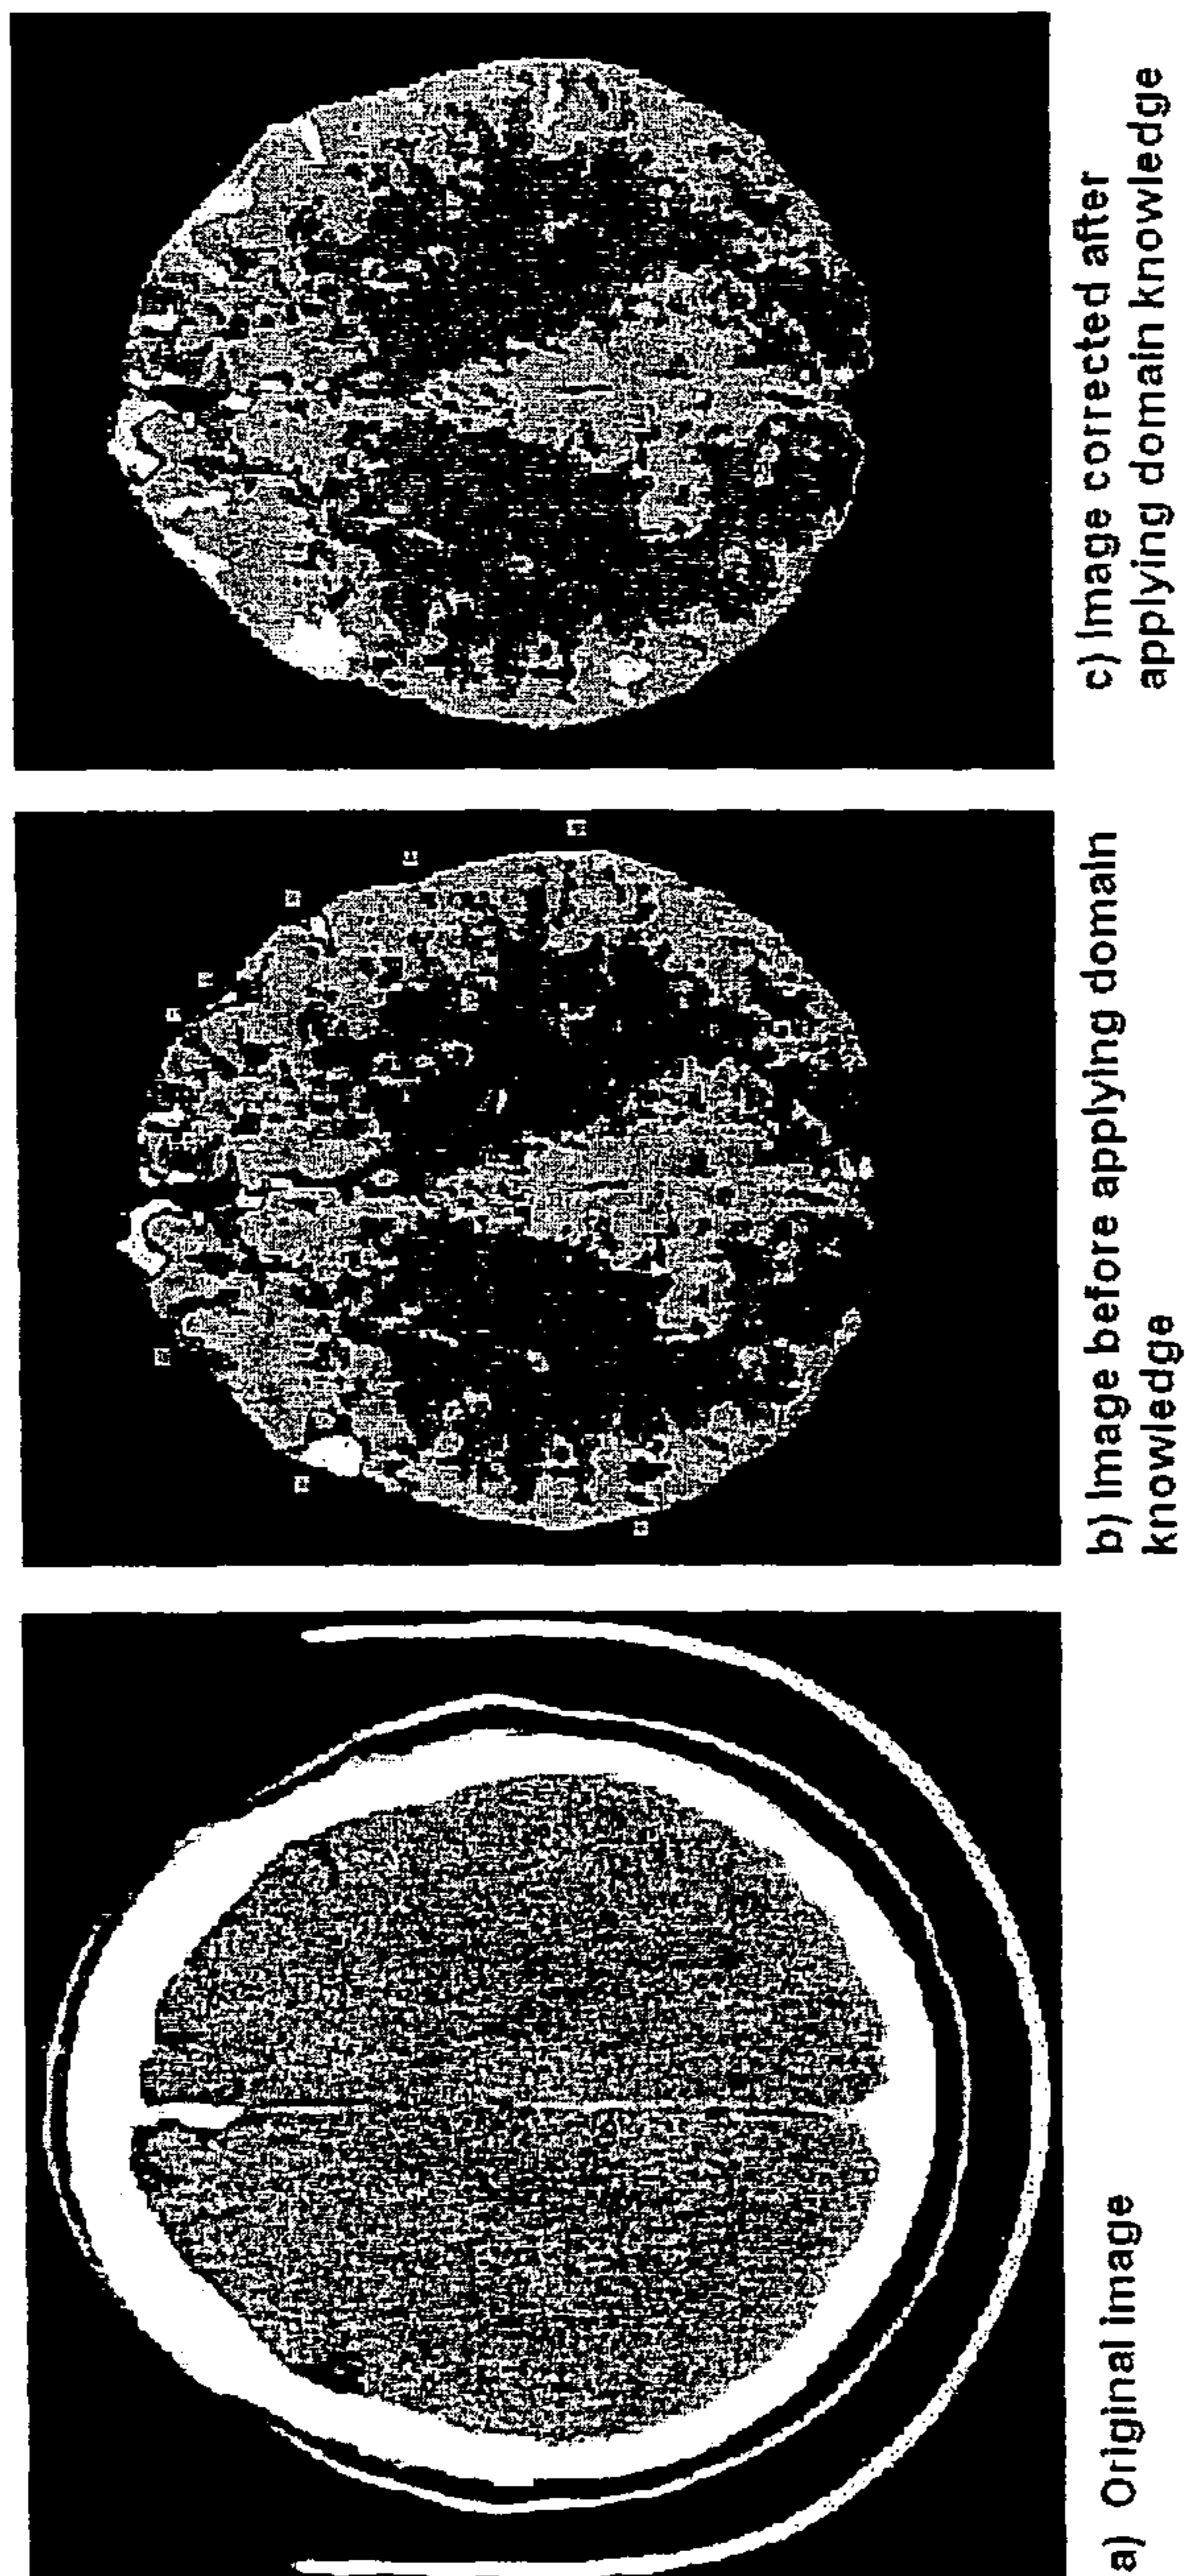 a) Original image
b) Image before applying domain
knowledge
c) Image corrected after
applying domain knowledge